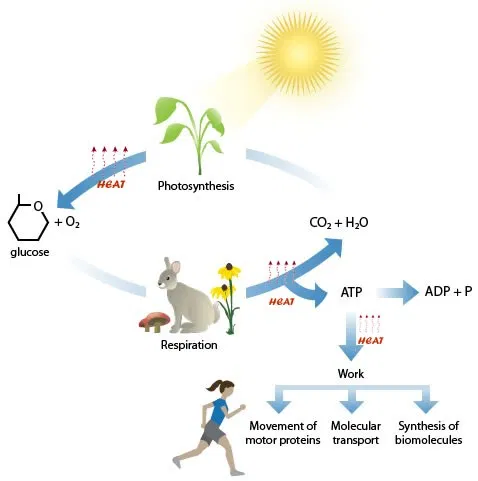 HEAT
Photosynthesis
O
+ O₂
glucose
CO₂ + H₂O
HEAT
ATP
ADP + P
Respiration
HEAT
Work
Movement of
motor proteins
Molecular
transport
Synthesis of
biomolecules